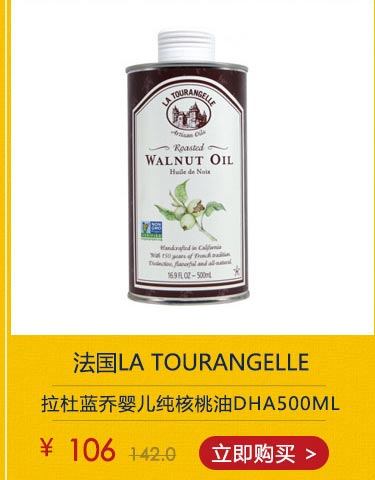 LA TOURANGELLE
Artisan Oils
Roasted
WALNUT OIL
Huile de Noix
NON
GMO
VERIFIED
Handcrafted in California
With 150 years of French tradition
Distinctive, flavorful and all-natural.
16.9 FL OZ ~ 500mL
法国LA TOURANGELLE
拉杜蓝乔婴儿纯核桃油DHA500ML
¥ 106 142.0 立即购买 >